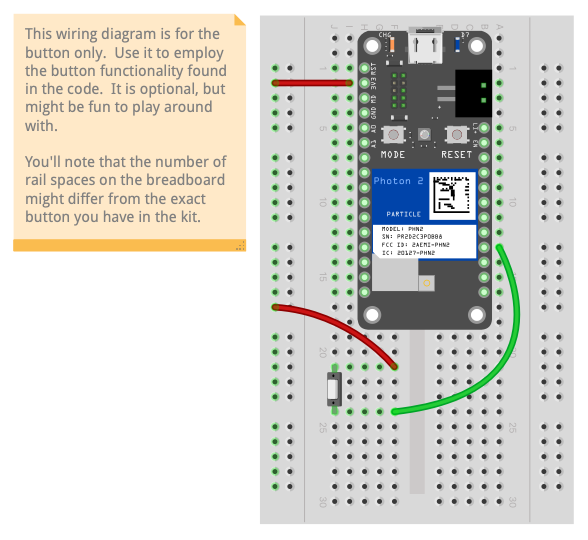 This wiring diagram is for the
button only. Use it to employ
the button functionality found
in the code. It is optional, but
might be fun to play around
with.
You'll note that the number of
rail spaces on the breadboard
might differ from the exact
button you have in the kit.
J I H G F E D C B A
CHG D7
1 RST 1
3V3
MD
GND
5 A0 5
A1
MODE RESET
Photon 2
10 10
PARTICLE
MODEL: PHN2
FCC ID: 2AEMI-PHN2
IC: 20127-PHN2
15 15
20
25 25
30 30